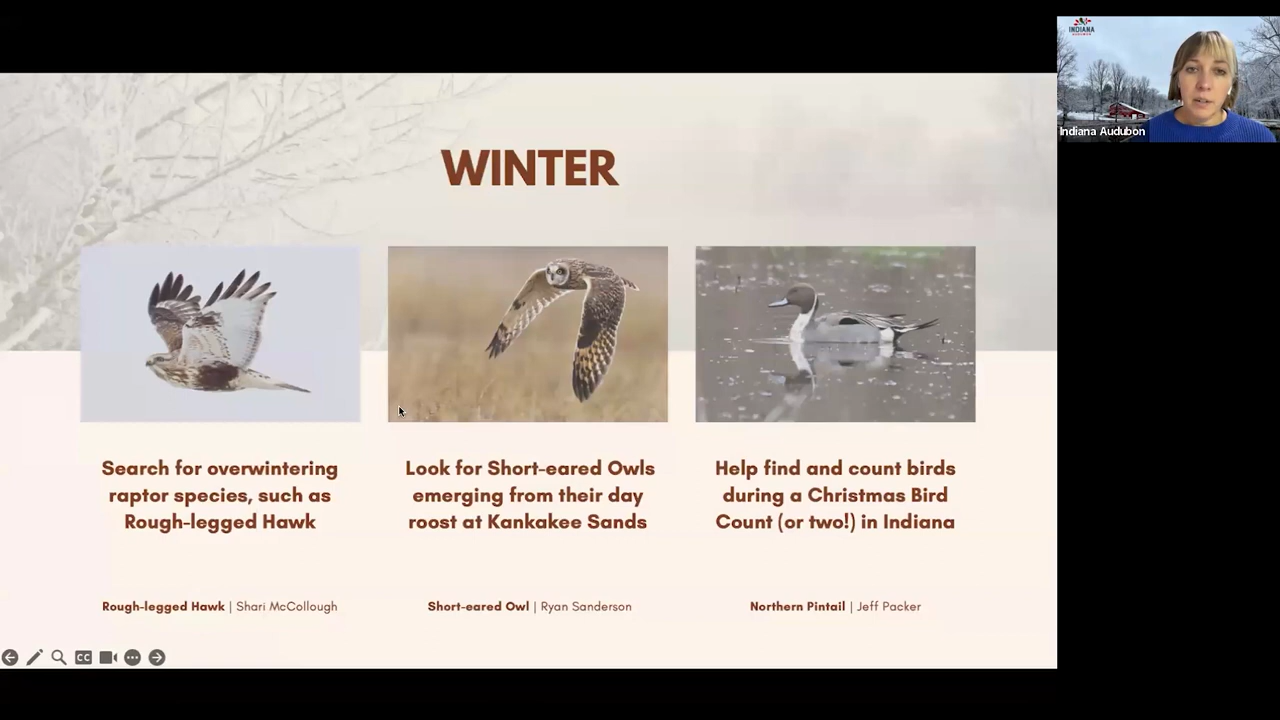 INDIANA
Indiana Audubon
WINTER
Search for overwintering
raptor species, such as
Rough-legged Hawk
Look for Short-eared Owls
emerging from their day
roost at Kankakee Sands
Help find and count birds
during a Christmas Bird
Count (or two!) in Indiana
Rough-legged Hawk | Shari McCollough
Short-eared Owl | Ryan Sanderson
Northern Pintail | Jeff Packer
CC